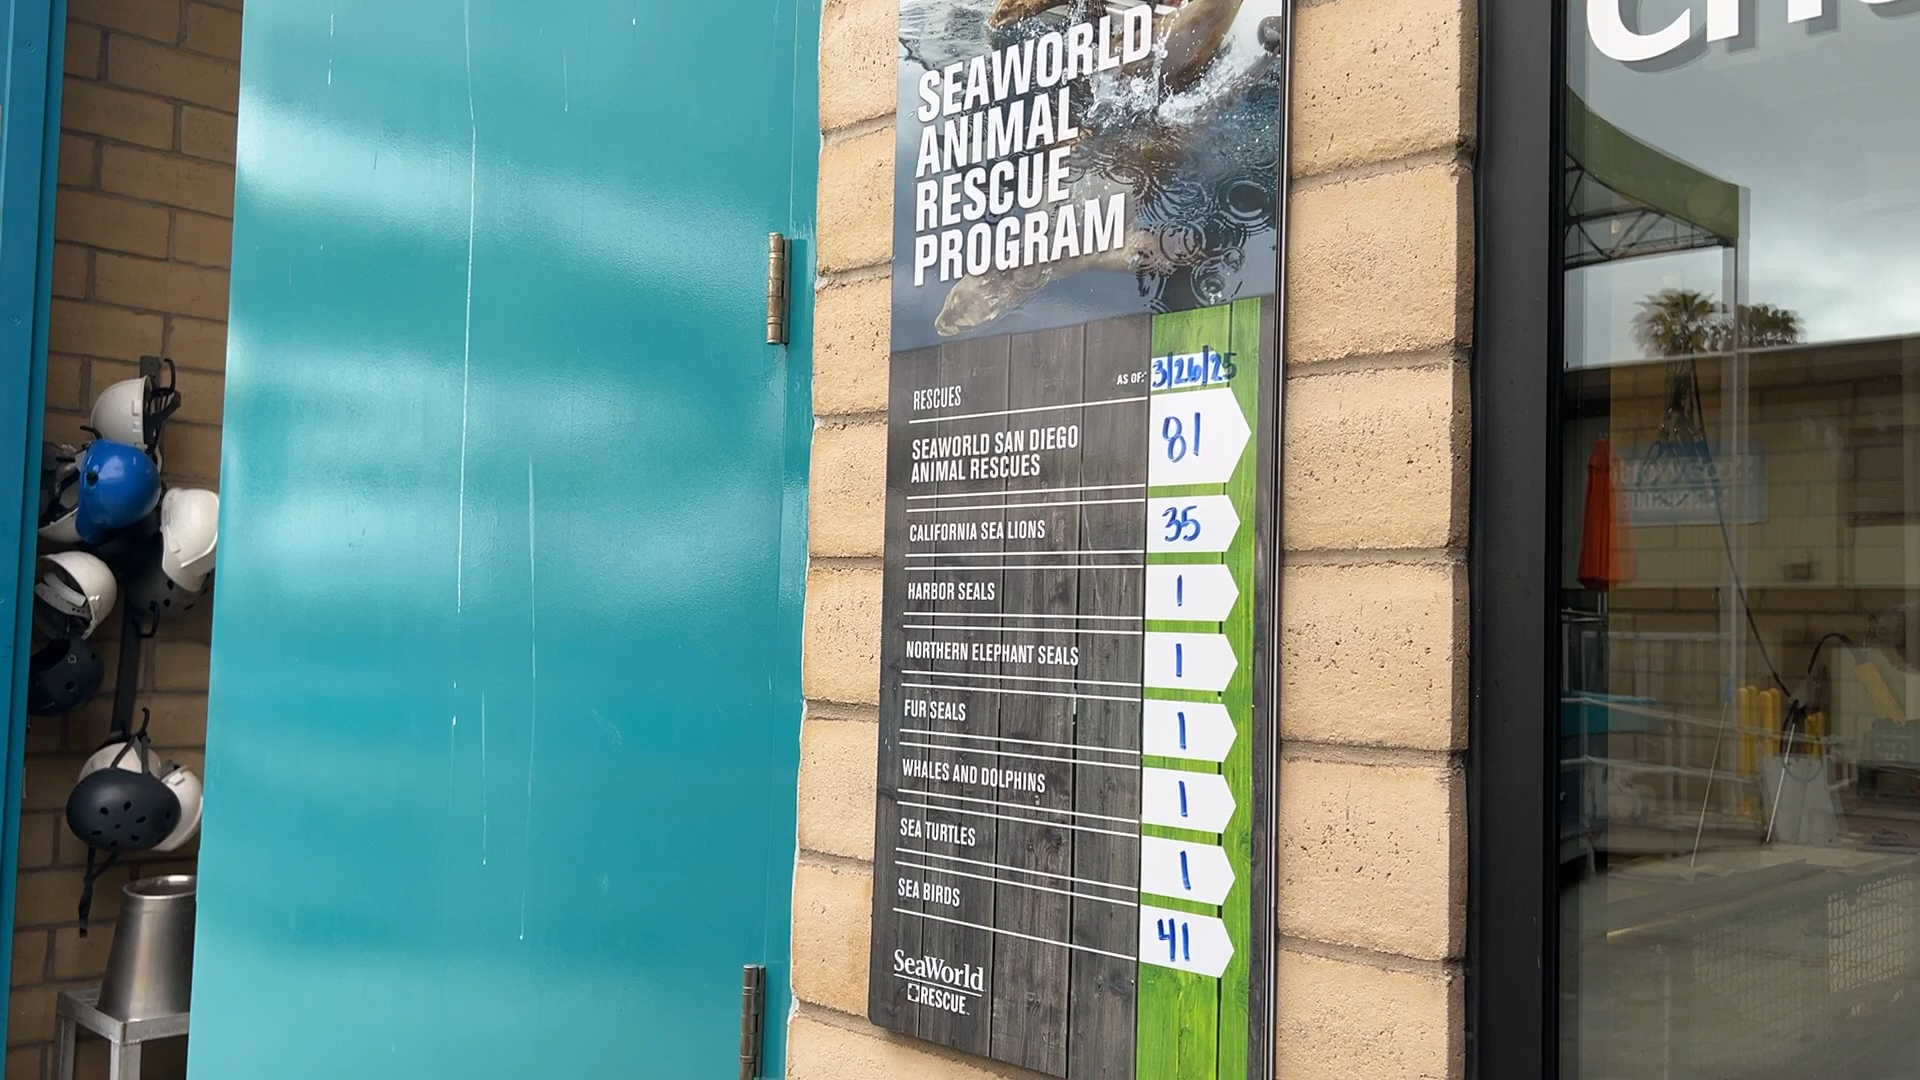 SEAWORLD
ANIMAL
RESCUE
PROGRAM
AS OF: 3/26/25
RESCUES
SEAWORLD SAN DIEGO
ANIMAL RESCUES
81
CALIFORNIA SEA LIONS 35
HARBOR SEALS 1
NORTHERN ELEPHANT SEALS 1
FUR SEALS 1
WHALES AND DOLPHINS 1
SEA TURTLES 1
SEA BIRDS 41
SeaWorld
RESCUE